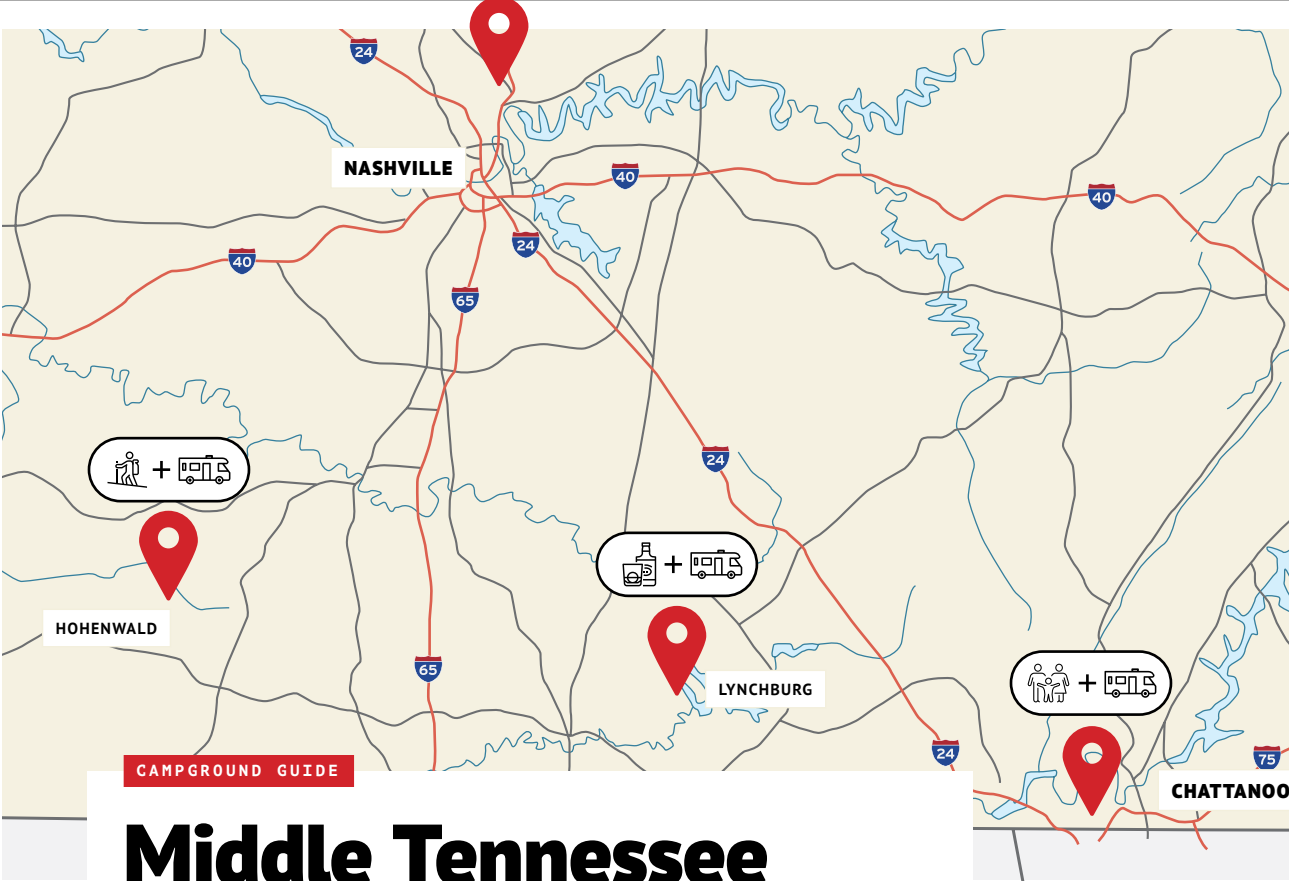 24
NASHVILLE
40
40
24
40
65
24
HOHENWALD
65
LYNCHBURG
24
75
CHATTANOO
CAMPGROUND GUIDE
Middle Tennessee